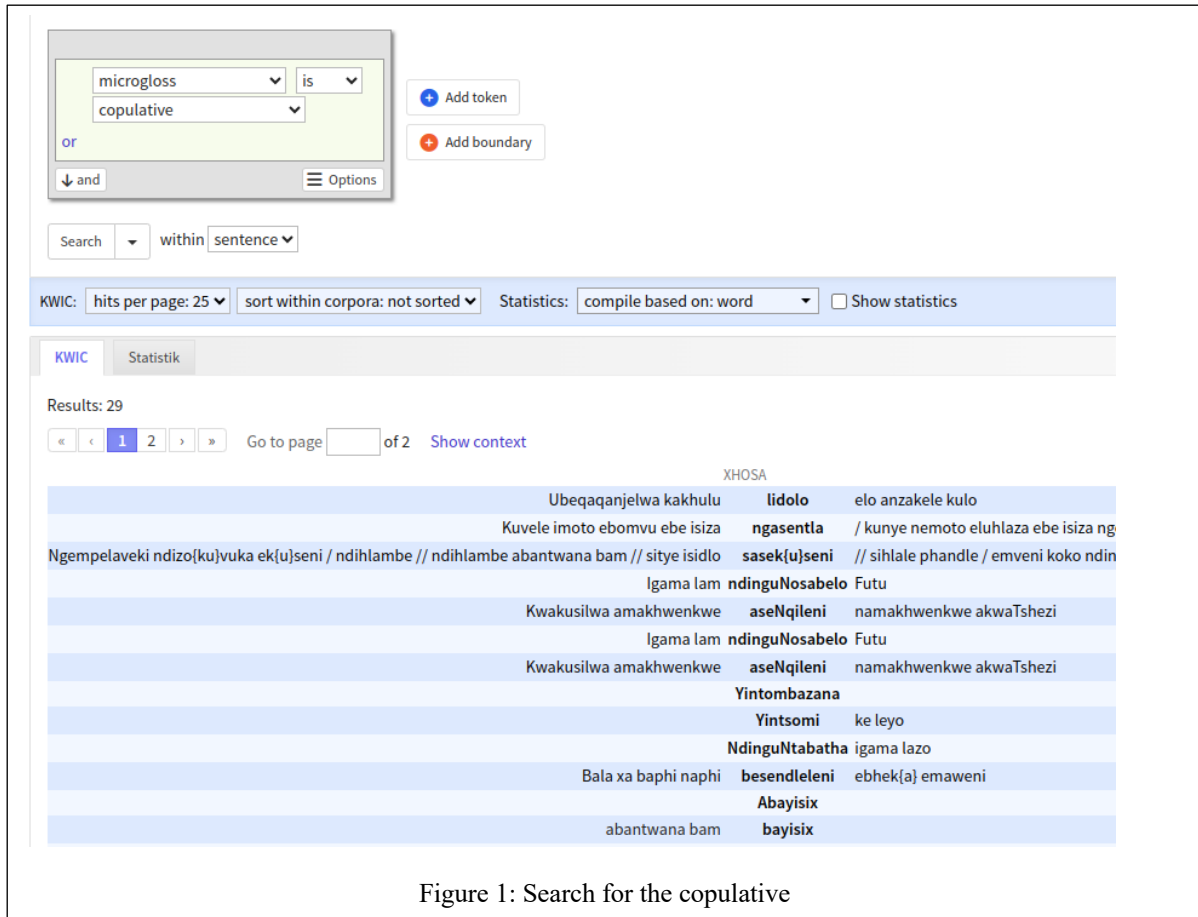 microgloss is
copulative
or
and Options
Add token
Add boundary
Search within sentence
KWIC: hits per page: 25 sort within corpora: not sorted Statistics: compile based on: word Show statistics
KWIC Statistik
Results: 29
« ‹ 1 2 › » Go to page of 2 Show context
XHOSA
Ubeqaqanjelwa kakhulu lidolo elo anzakele kulo
Kuvele imoto ebomvu ebe isiza ngasentla / kunye nemoto eluhlaza ebe isiza ng
Ngempelaveki ndizo{ku}vuka ek{u}seni / ndihlambe // ndihlambe abantwana bam // sitye isidlo sasek{u}seni // sihlale phandle / emveni koko ndin
Igama lam ndinguNosabelo Futu
Kwakusilwa amakhwenkwe aseNqileni namakhwenkwe akwaTshezi
Igama lam ndinguNosabelo Futu
Kwakusilwa amakhwenkwe aseNqileni namakhwenkwe akwaTshezi
Yintombazana
Yintsomi ke leyo
NdinguNtabatha igama lazo
Bala xa baphi naphi besendleleni ebhek{a} emaweni
Abayisix
abantwana bam bayisix
Figure 1: Search for the copulative